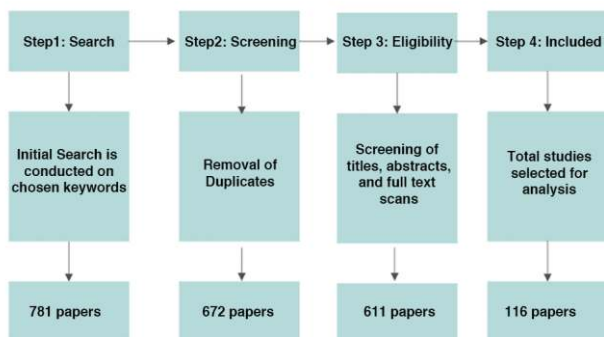 Step1: Search
Step2: Screening
Step 3: Eligibility
Step 4: Included
Initial Search is
conducted on
chosen keywords
Removal of
Duplicates
Screening of
titles, abstracts,
and full text
scans
Total studies
selected for
analysis
781 papers
672 papers
611 papers
116 papers